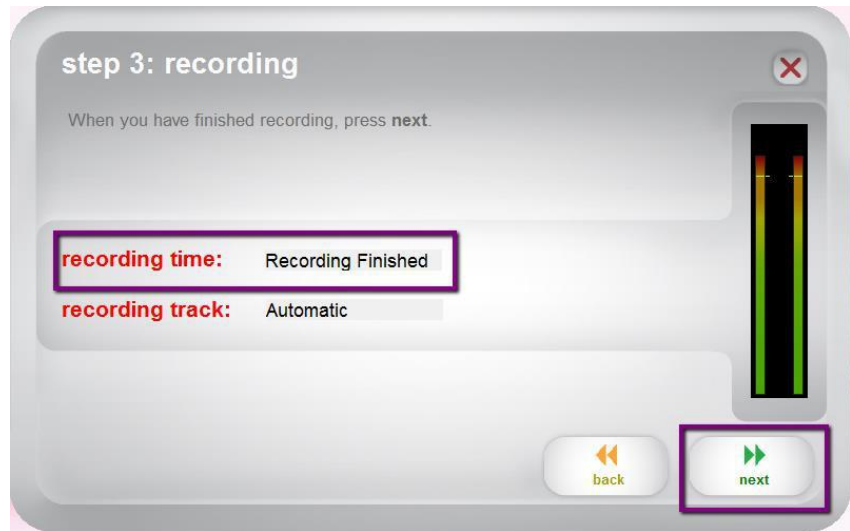 step 3: recording
When you have finished recording, press next.
recording time: Recording Finished
recording track: Automatic
back
next